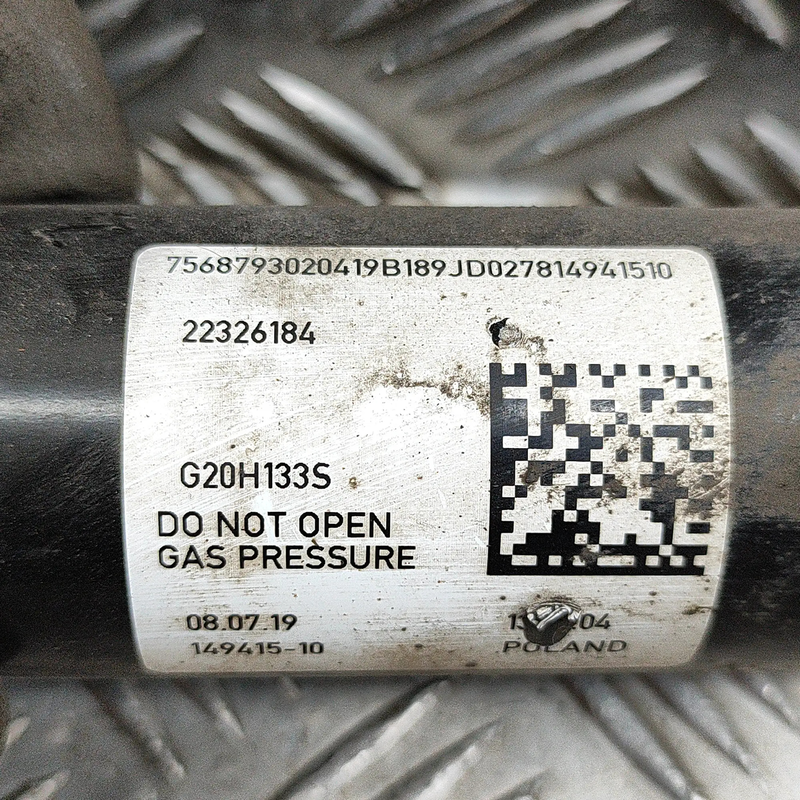 7568793020419B189JD027814941510
22326184
G20H133S
DO NOT OPEN
GAS PRESSURE
08.07.19
149415-10
POLAND